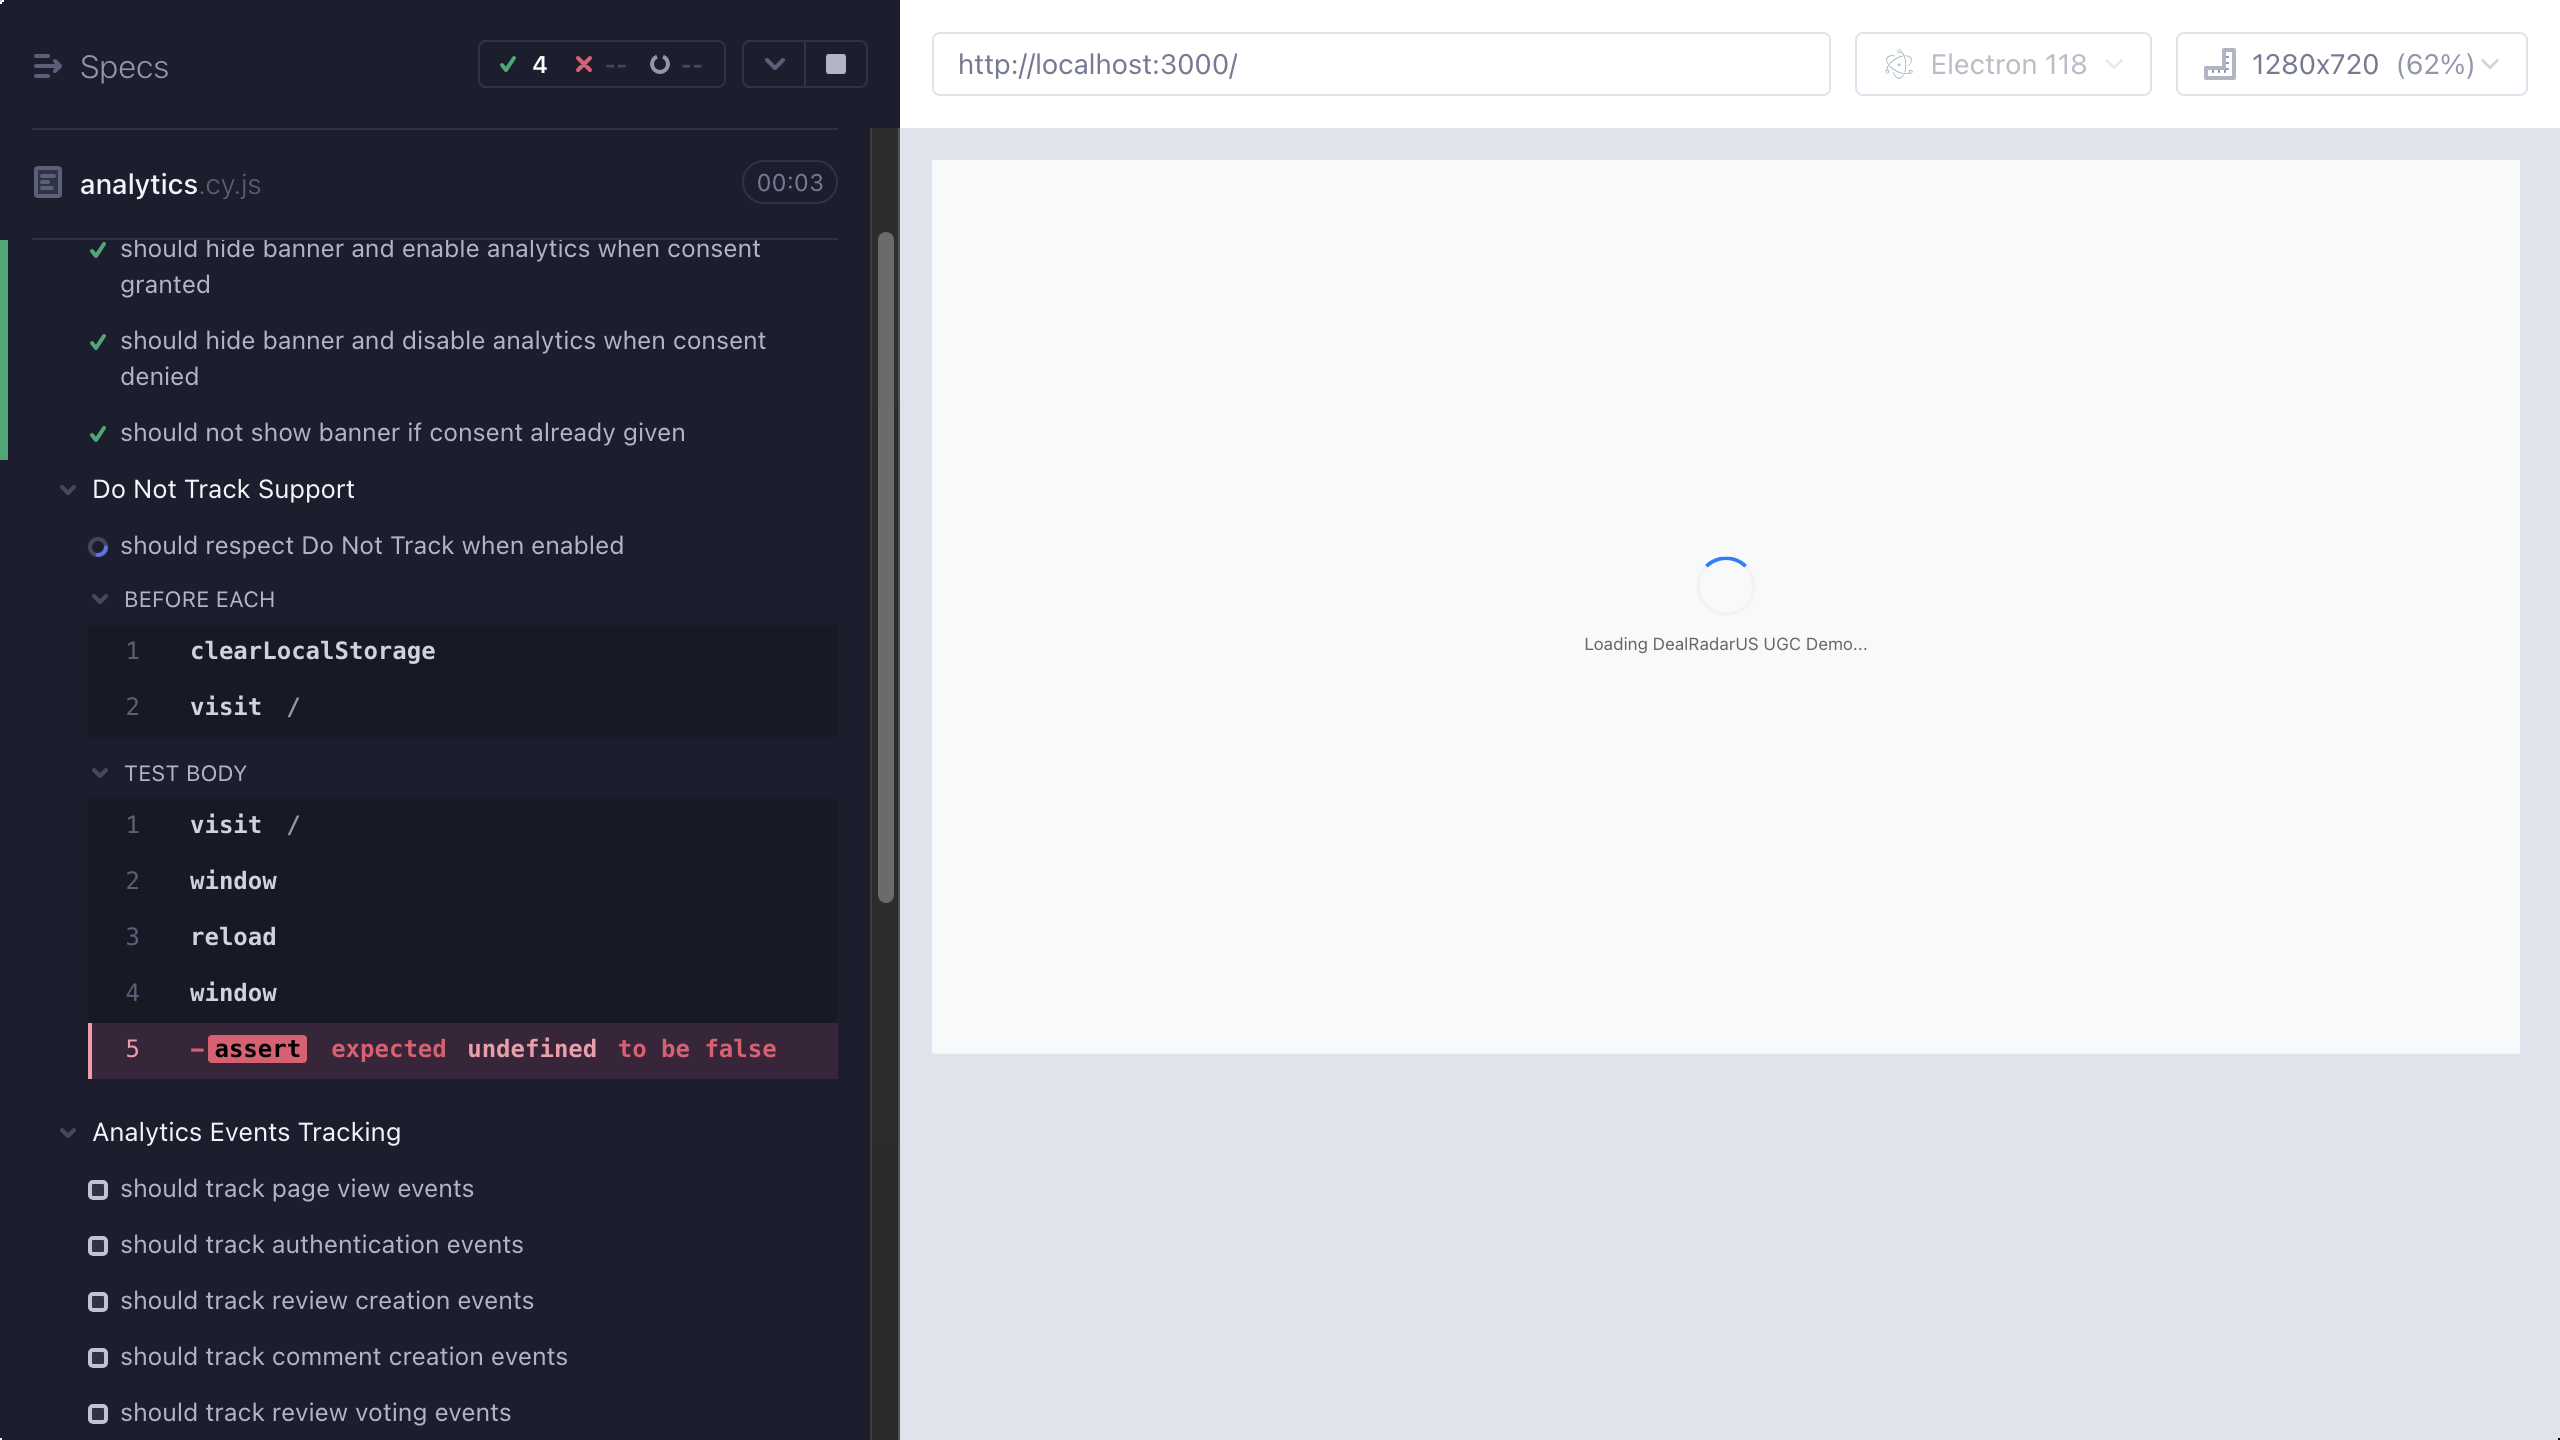 Specs
4 -- --
analytics.cy.js
00:03
should hide banner and enable analytics when consent
granted
should hide banner and disable analytics when consent
denied
should not show banner if consent already given
Do Not Track Support
should respect Do Not Track when enabled
BEFORE EACH
1 clearLocalStorage
2 visit /
TEST BODY
1 visit /
2 window
3 reload
4 window
5 -assert expected undefined to be false
Analytics Events Tracking
should track page view events
should track authentication events
should track review creation events
should track comment creation events
should track review voting events
http://localhost:3000/
Electron 118
1280x720 (62%)
Loading DealRadarUS UGC Demo...